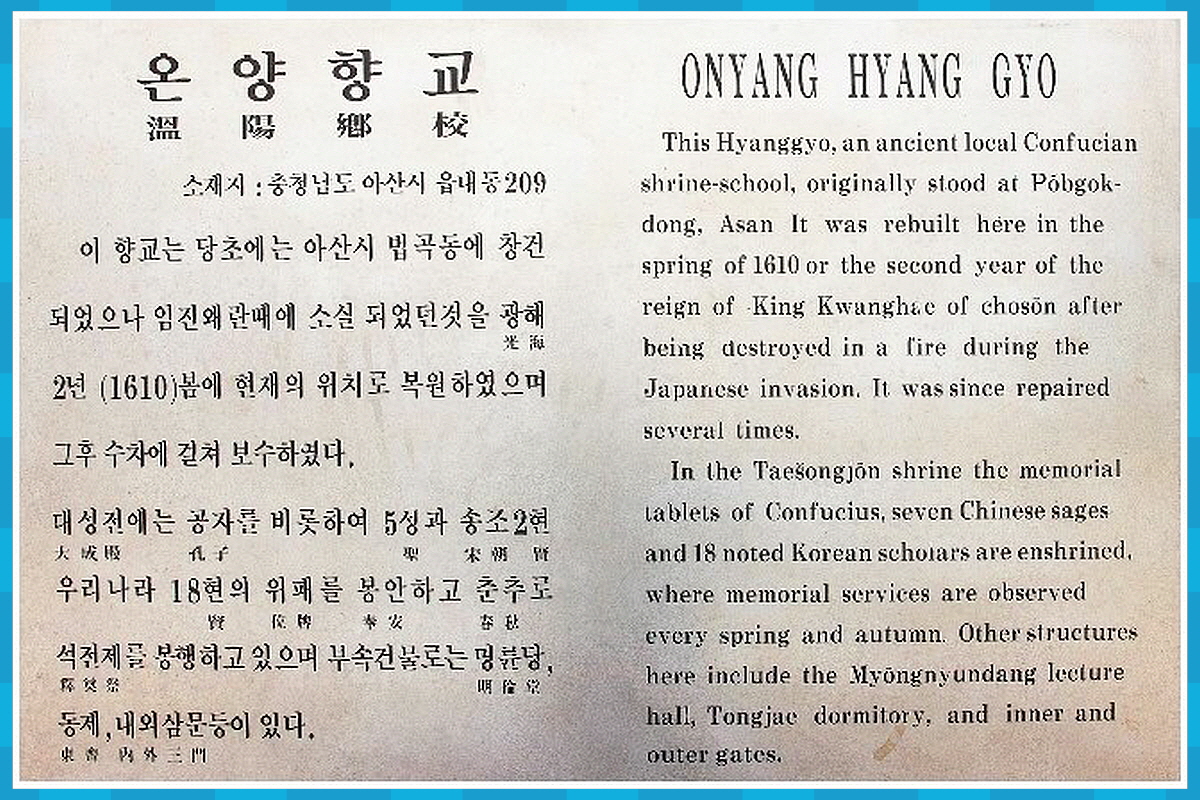 온양향교
溫陽鄕校
소재지 : 충청남도 아산시 읍내동209
이 향교는 당초에는 아산시 법곡동에 창건
되었으나 임진왜란때에 소실 되었던것을 광해
光海
2년 (1610)봄에 현재의 위치로 복원하였으며
그후 수차에 걸쳐 보수하였다.
대성전에는 공자를 비롯하여 5성과 송조2현
大成殿 孔子 聖 宋朝 賢
우리나라 18현의 위패를 봉안하고 춘추로
賢 位牌 奉安 春秋
석전제를 봉행하고 있으며 부속건물로는 명륜당,
釋奠祭 明倫堂
동제,내외삼문등이 있다.
東齋 內外三門
ONYANG HYANG GYO
This Hyanggyo, an ancient local Confucian
shrine-school, originally stood at Pŏbgok-
dong, Asan It was rebuilt here in the
spring of 1610 or the second year of the
reign of King Kwanghae of chosŏn after
being destroyed in a fire during the
Japanese invasion. It was since repaired
several times.
In the Taesŏngjŏn shrine the memorial
tablets of Confucius, seven Chinese sages
and 18 noted Korean scholars are enshrined,
where memorial services are observed
every spring and autumn. Other structures
here include the Myŏngnyundang lecture
hall, Tongjae dormitory, and inner and
outer gates.